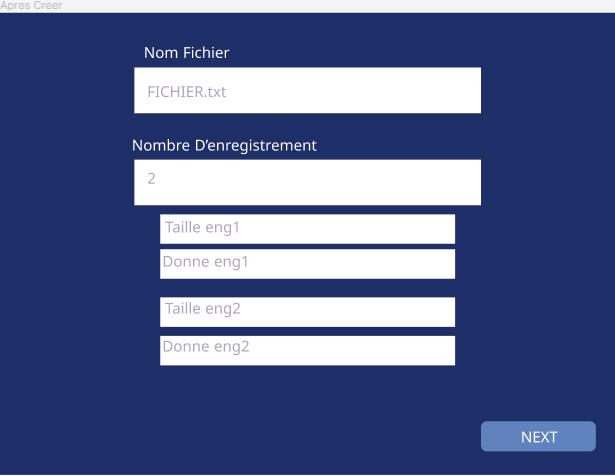 Apres Creer
Nom Fichier
FICHIER.txt
Nombre D’enregistrement
2
Taille eng1
Donne eng1
Taille eng2
Donne eng2
NEXT